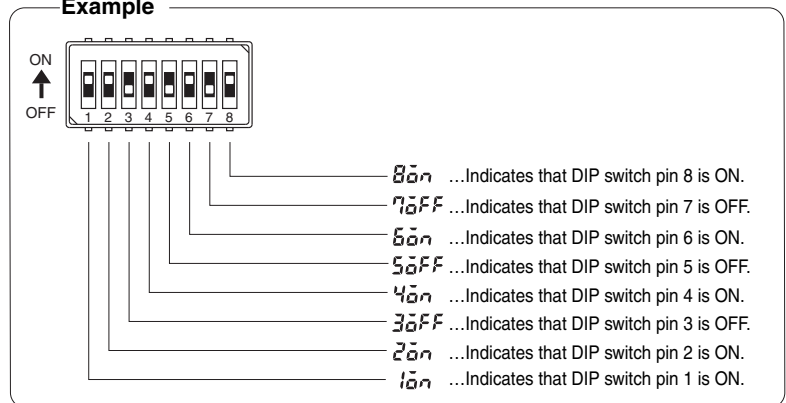 Example
ON
OFF
1 2 3 4 5 6 7 8
8on ...Indicates that DIP switch pin 8 is ON.
7oFF ...Indicates that DIP switch pin 7 is OFF.
6on ...Indicates that DIP switch pin 6 is ON.
5oFF ...Indicates that DIP switch pin 5 is OFF.
4on ...Indicates that DIP switch pin 4 is ON.
3oFF ...Indicates that DIP switch pin 3 is OFF.
2on ...Indicates that DIP switch pin 2 is ON.
1on ...Indicates that DIP switch pin 1 is ON.